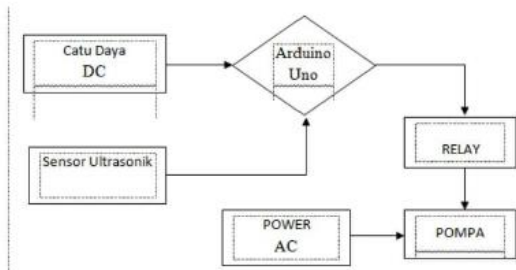 Catu Daya
DC
Arduino
Uno
Sensor Ultrasonik
RELAY
POWER
AC
POMPA